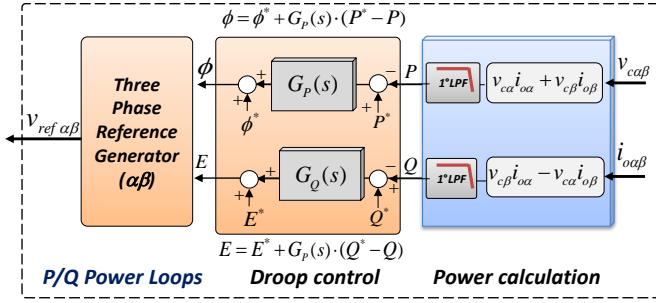 ϕ = ϕ* + G_P(s)·(P* − P)
Three
Phase
Reference
Generator
(αβ)
v_ref αβ
ϕ
+
+
ϕ*
G_P(s)
−
+
P*
P
1°LPF
v_cα i_oα + v_cβ i_oβ
v_cαβ
E
+
+
E*
G_Q(s)
−
+
Q*
Q
1°LPF
v_cβ i_oα − v_cα i_oβ
i_oαβ
E = E* + G_P(s)·(Q* − Q)
P/Q Power Loops
Droop control
Power calculation